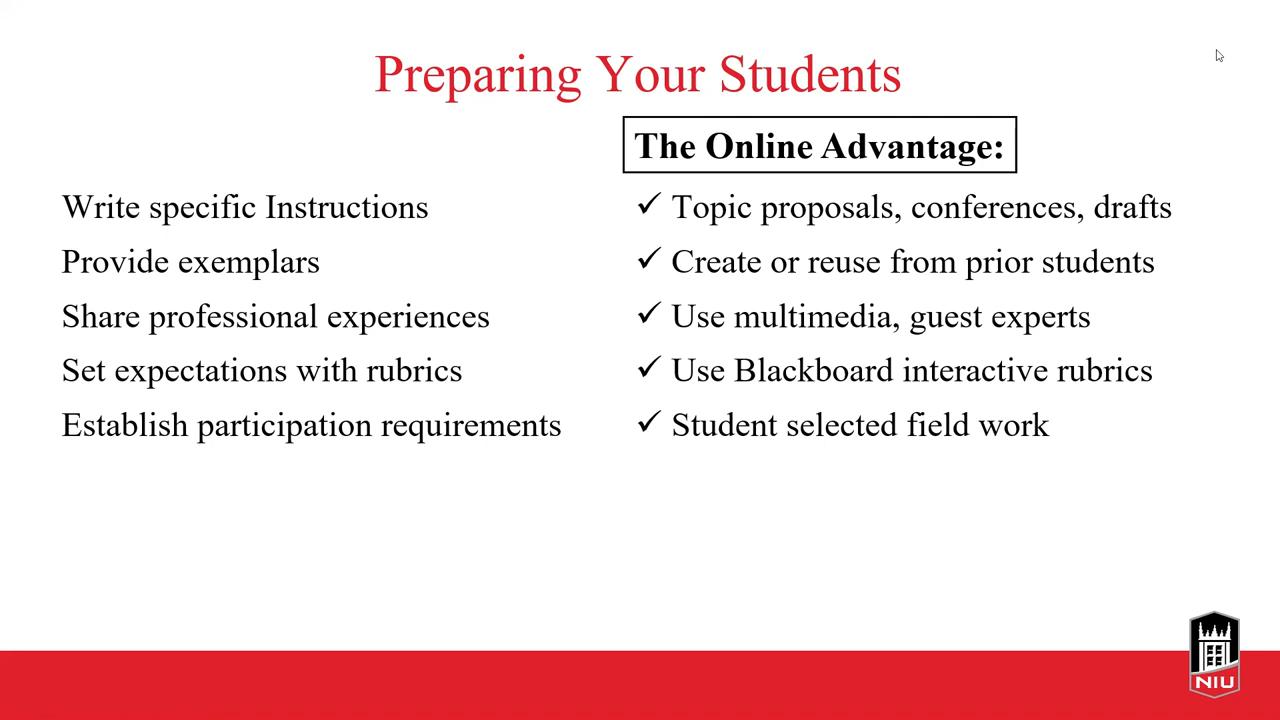 Preparing Your Students
The Online Advantage:
Write specific Instructions
✓ Topic proposals, conferences, drafts
Provide exemplars
✓ Create or reuse from prior students
Share professional experiences
✓ Use multimedia, guest experts
Set expectations with rubrics
✓ Use Blackboard interactive rubrics
Establish participation requirements
✓ Student selected field work
NIU